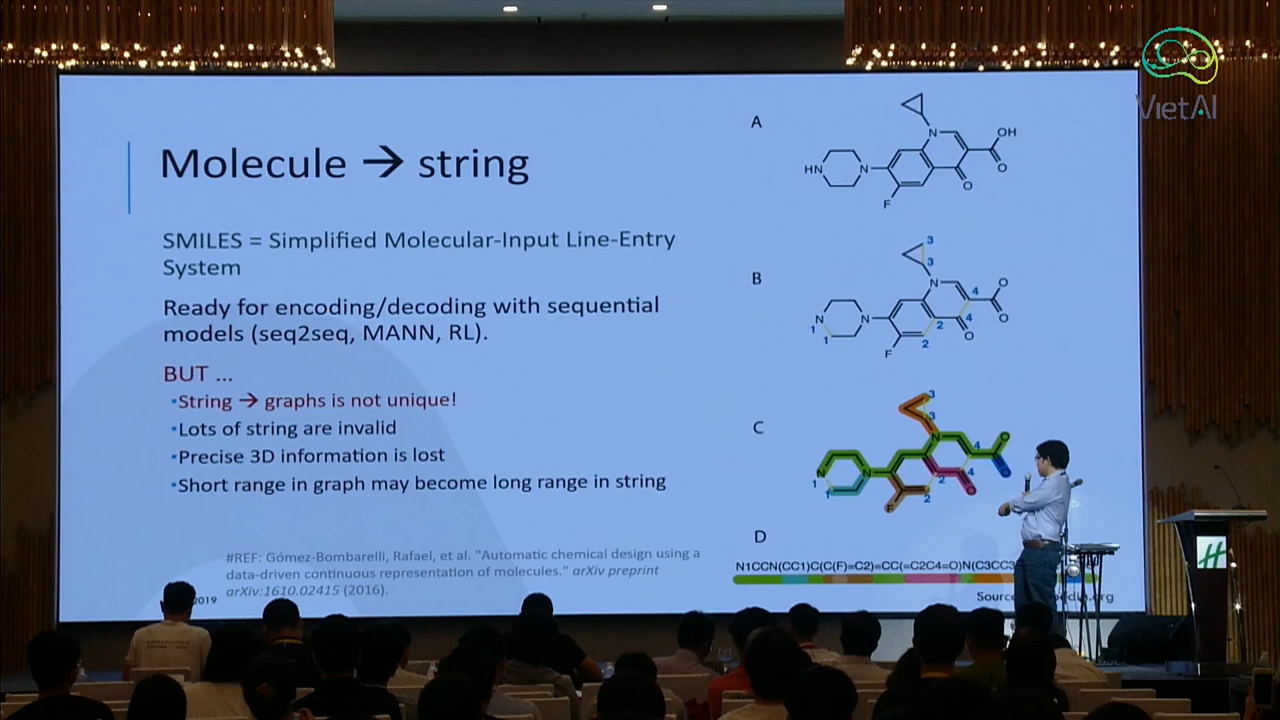 VietAI
Molecule → string
SMILES = Simplified Molecular-Input Line-Entry
System
Ready for encoding/decoding with sequential
models (seq2seq, MANN, RL).
BUT ...
▪String → graphs is not unique!
▪Lots of string are invalid
▪Precise 3D information is lost
▪Short range in graph may become long range in string
#REF: Gómez-Bombarelli, Rafael, et al. "Automatic chemical design using a
data-driven continuous representation of molecules." arXiv preprint
arXiv:1610.02415 (2016).
2019
A
N
OH
HN
N
O
O
F
B
3
3
N
4
O
N
N
4
O
1
1
2
O
2
F
C
3
3
N
4
N
N
4
1
1
2
2
F
D
N1CCN(CC1)C(C(F)=C2)=CC(=C2C4=O)N(C3CC3
H